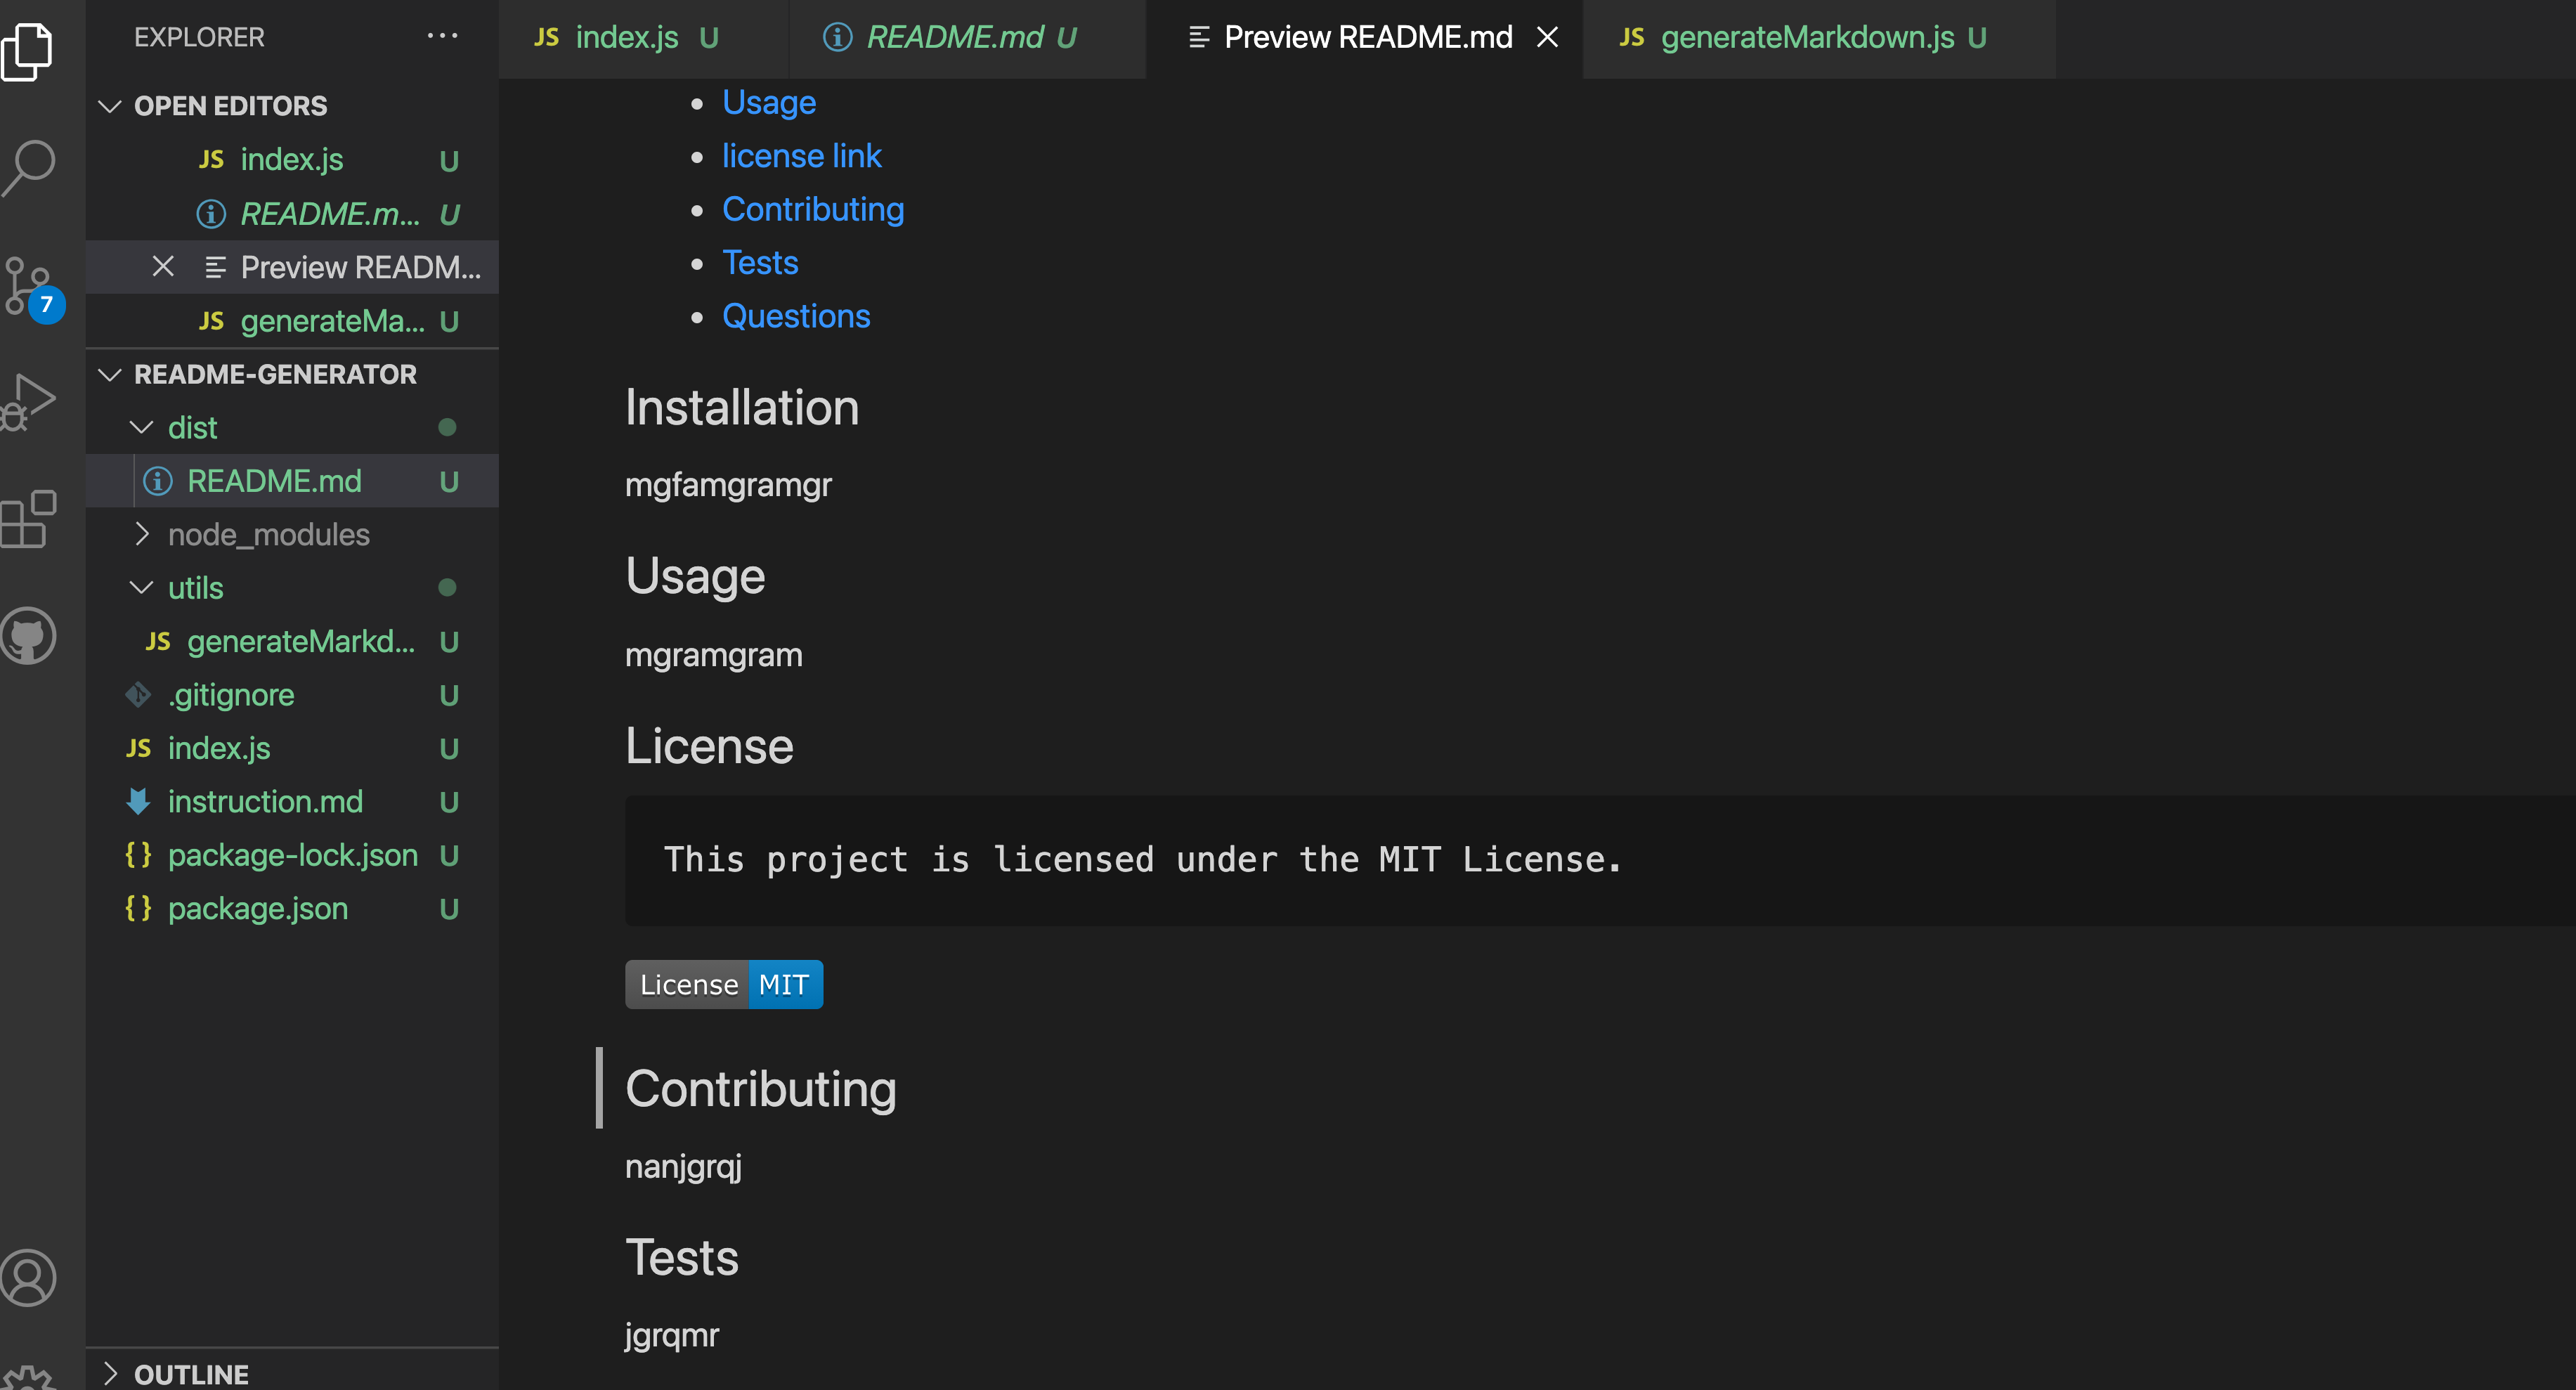 EXPLORER
OPEN EDITORS
JS index.js U
README.m... U
Preview READM...
JS generateMa... U
7
README-GENERATOR
dist
README.md U
node_modules
utils
JS generateMarkd... U
.gitignore U
JS index.js U
instruction.md U
{} package-lock.json U
{} package.json U
OUTLINE
JS index.js U
README.md U
Preview README.md
JS generateMarkdown.js U
• Usage
• license link
• Contributing
• Tests
• Questions
Installation
mgfamgramgr
Usage
mgramgram
License
This project is licensed under the MIT License.
License MIT
Contributing
nanjgrqj
Tests
jgrqmr